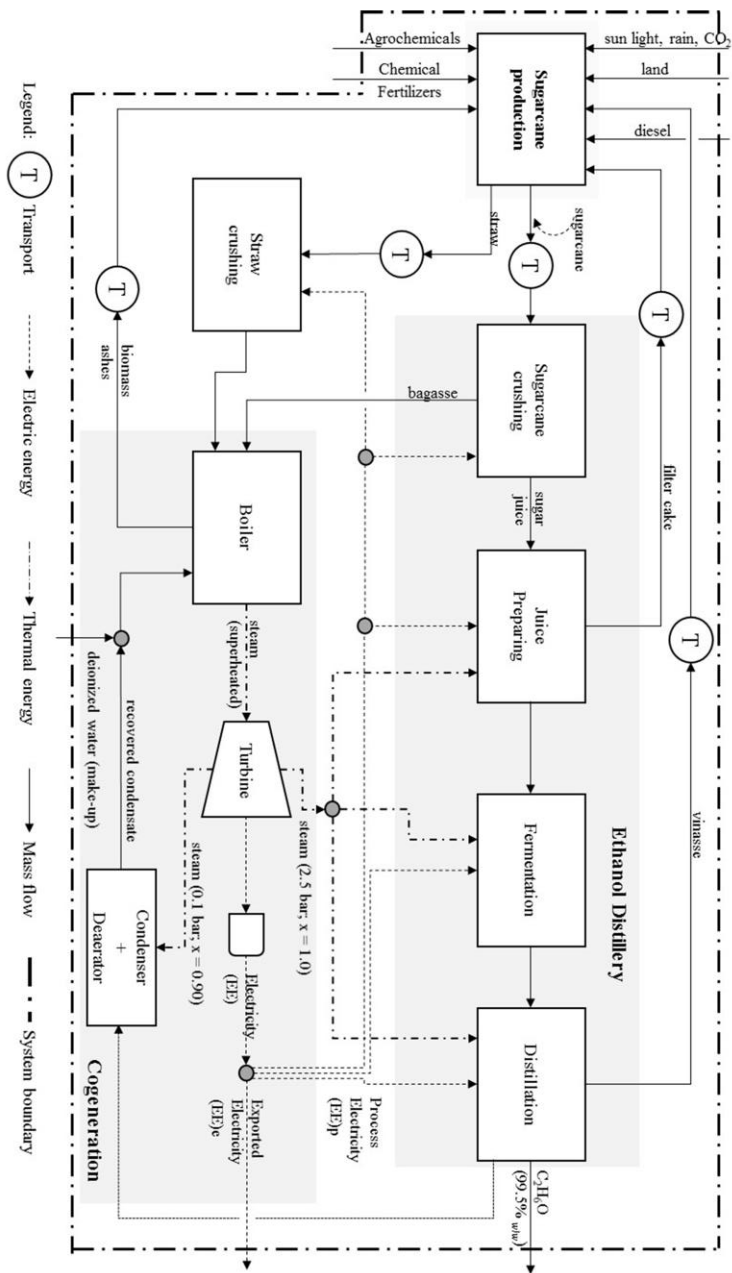 sun light, rain, CO2
land
diesel
Agrochemicals
Chemical
Fertilizers
Sugarcane
production
sugarcane
straw
T
T
T
T
T
filter cake
vinasse
Ethanol Distillery
Sugarcane
crushing
sugar
juice
Juice
Preparing
Fermentation
Distillation
C2H6O
(99.5% w/w)
Straw
crushing
bagasse
biomass
ashes
Boiler
steam
(superheated)
Turbine
steam (2.5 bar; x = 1.0)
steam (0.1 bar; x = 0.90)
Electricity
(EE)
Process
Electricity
(EE)p
Exported
Electricity
(EE)e
recovered condensate
deionized water (make-up)
Condenser
+
Deaerator
Cogeneration
Legend:
T
Transport
Electric energy
Thermal energy
Mass flow
System boundary